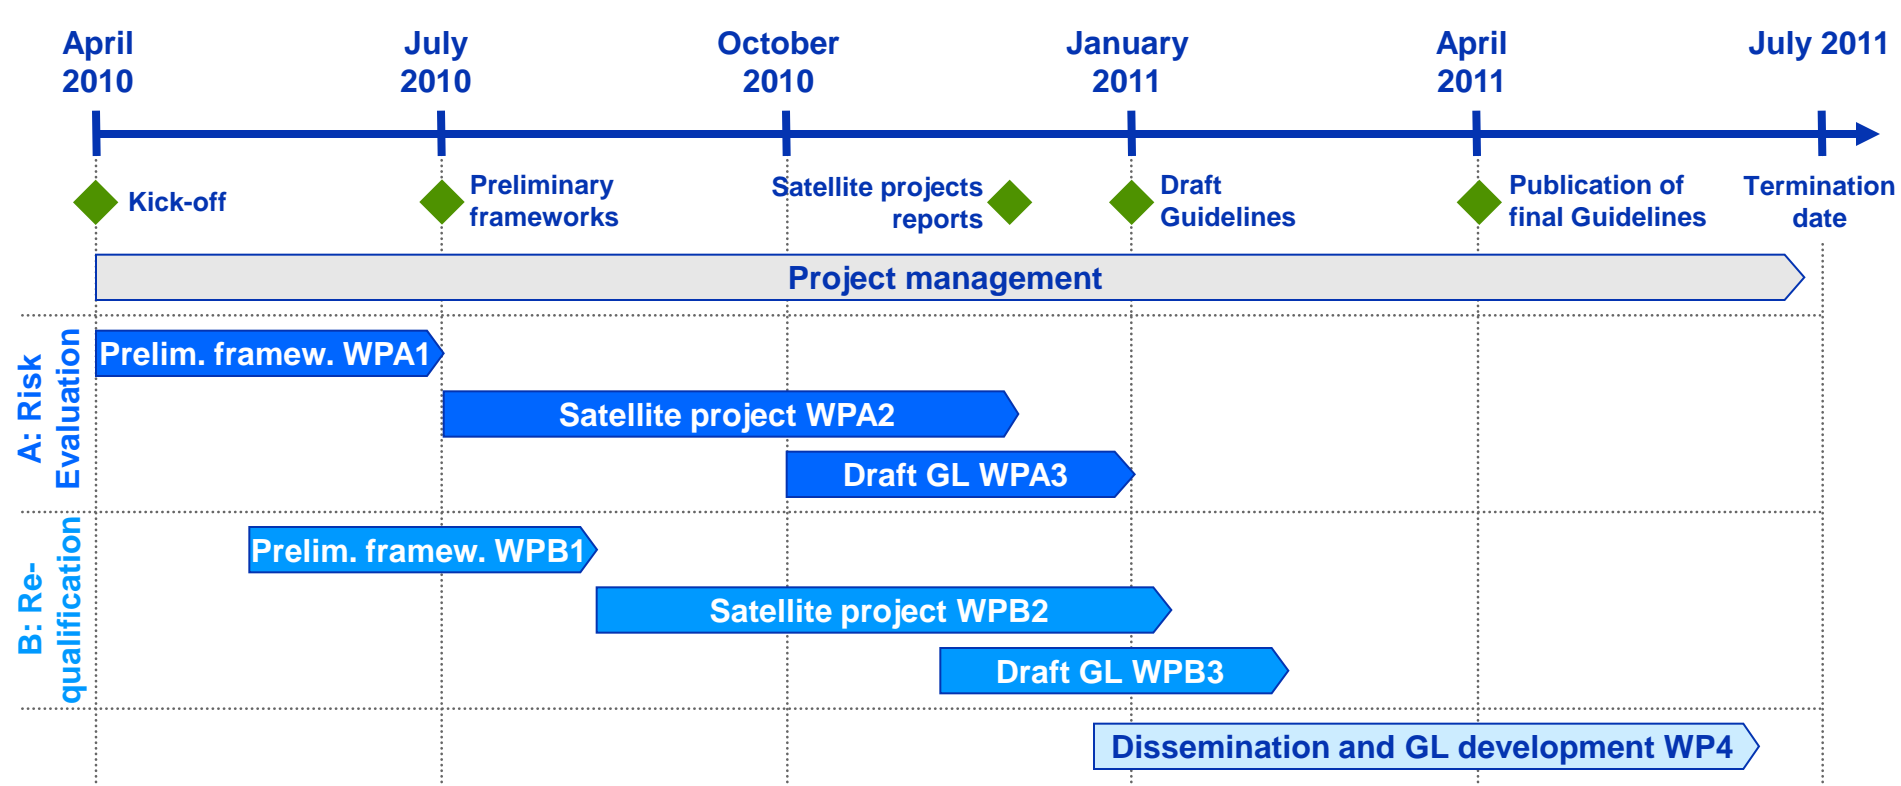 April
2010
July
2010
October
2010
January
2011
April
2011
July 2011
Kick-off
Preliminary
frameworks
Satellite projects
reports
Draft
Guidelines
Publication of
final Guidelines
Termination
date
Project management
A: Risk
Evaluation
Prelim. framew. WPA1
Satellite project WPA2
Draft GL WPA3
B: Re-
qualification
Prelim. framew. WPB1
Satellite project WPB2
Draft GL WPB3
Dissemination and GL development WP4